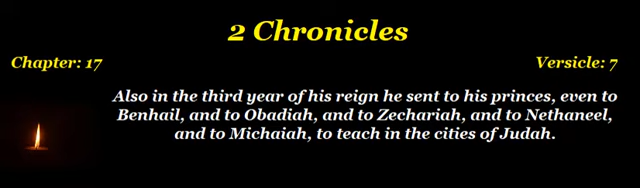 2 Chronicles
Chapter: 17
Versicle: 7
Also in the third year of his reign he sent to his princes, even to
Benhail, and to Obadiah, and to Zechariah, and to Nethaneel,
and to Michaiah, to teach in the cities of Judah.